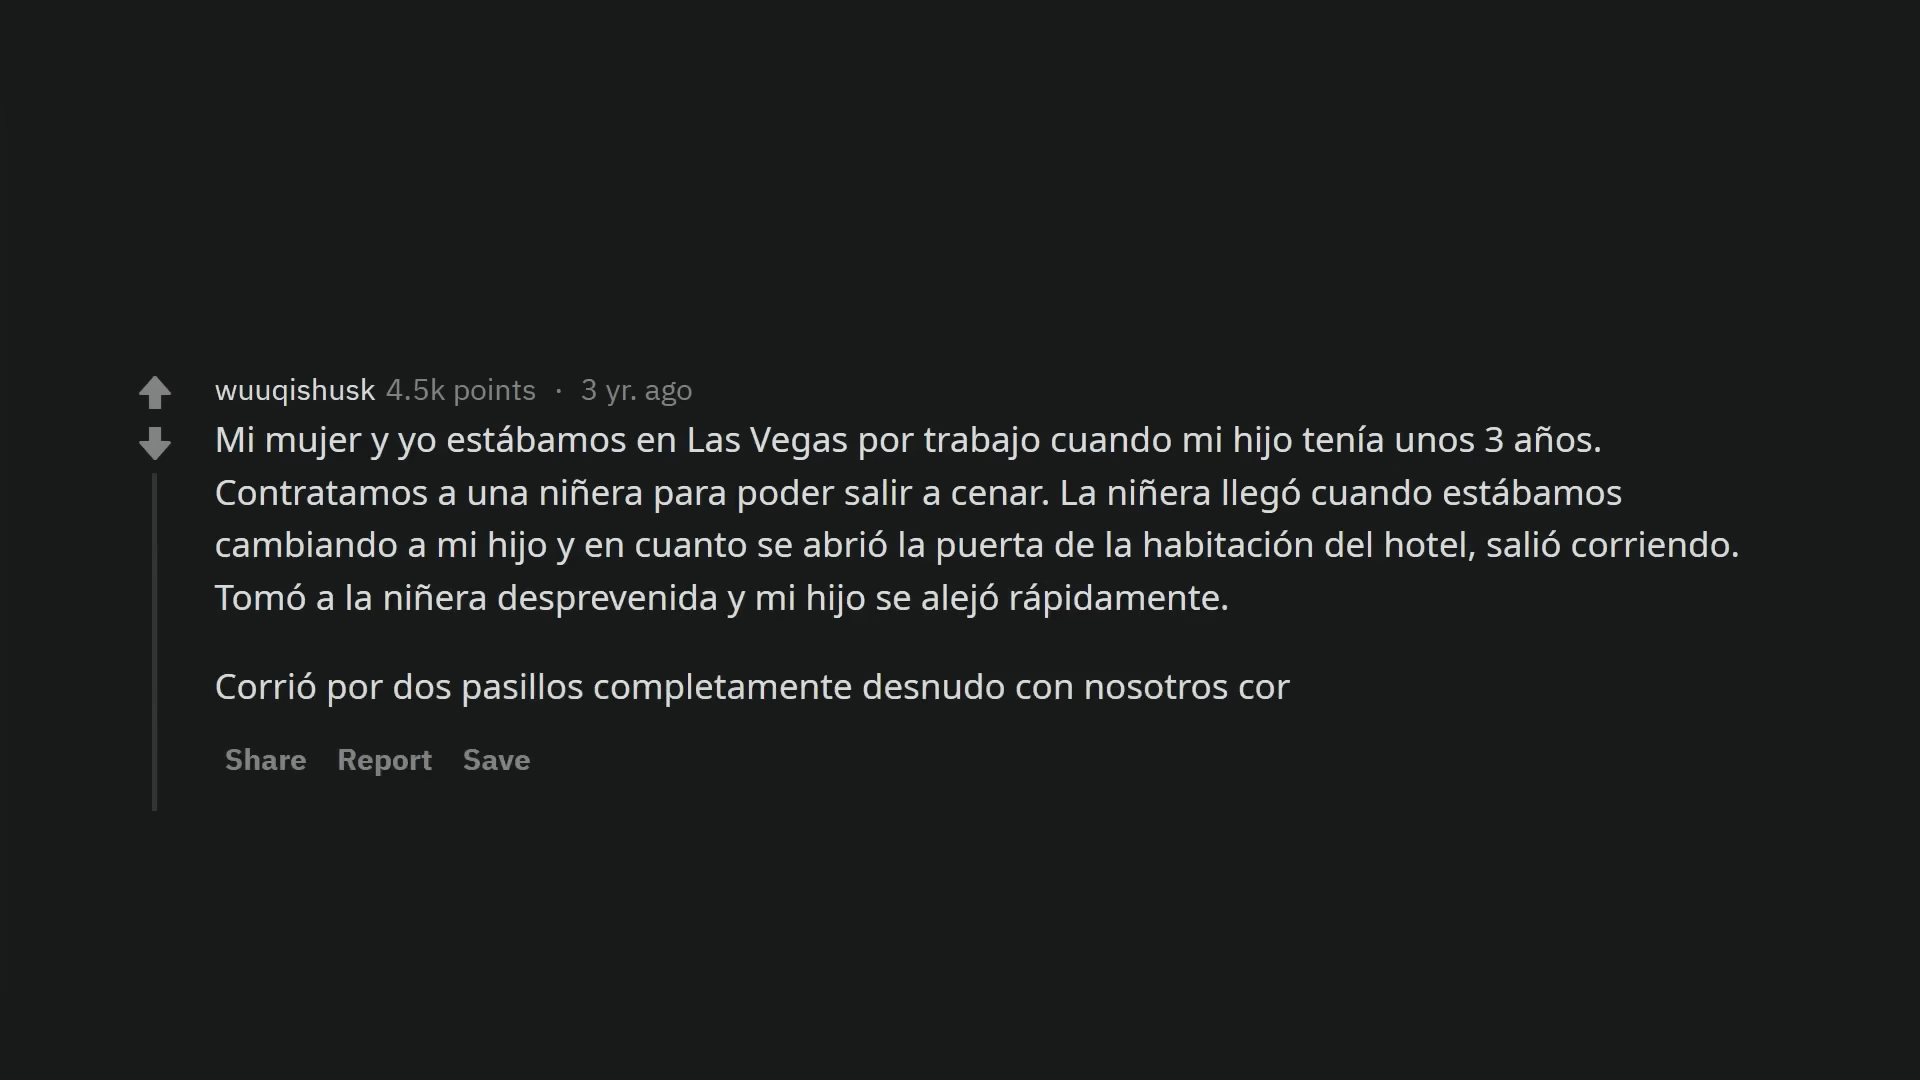 wuuqishusk 4.5k points · 3 yr. ago
Mi mujer y yo estábamos en Las Vegas por trabajo cuando mi hijo tenía unos 3 años.
Contratamos a una niñera para poder salir a cenar. La niñera llegó cuando estábamos
cambiando a mi hijo y en cuanto se abrió la puerta de la habitación del hotel, salió corriendo.
Tomó a la niñera desprevenida y mi hijo se alejó rápidamente.
Corrió por dos pasillos completamente desnudo con nosotros cor
Share Report Save